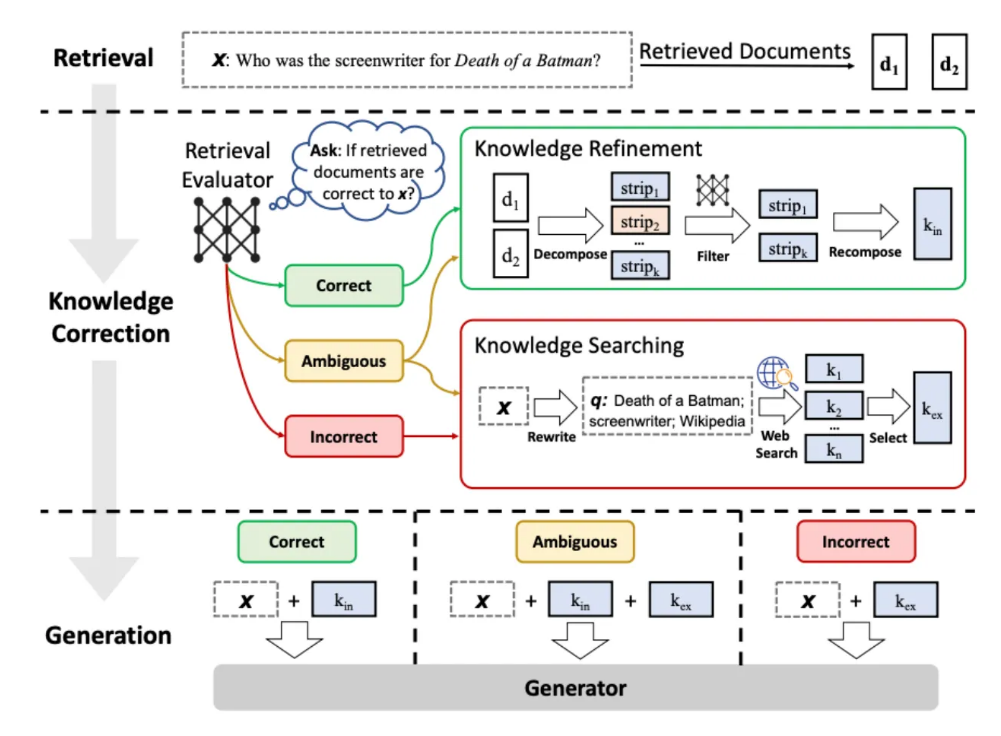 Retrieval
x: Who was the screenwriter for Death of a Batman?
Retrieved Documents
d1
d2
Retrieval
Evaluator
Ask: If retrieved
documents are
correct to x?
Correct
Ambiguous
Incorrect
Knowledge
Correction
Knowledge Refinement
d1
d2
Decompose
strip1
strip2
...
stripk
Filter
strip1
stripk
Recompose
kin
Knowledge Searching
x
Rewrite
q: Death of a Batman;
screenwriter; Wikipedia
Web
Search
k1
k2
...
kn
Select
kex
Generation
Correct
x + kin
Ambiguous
x + kin + kex
Incorrect
x + kex
Generator